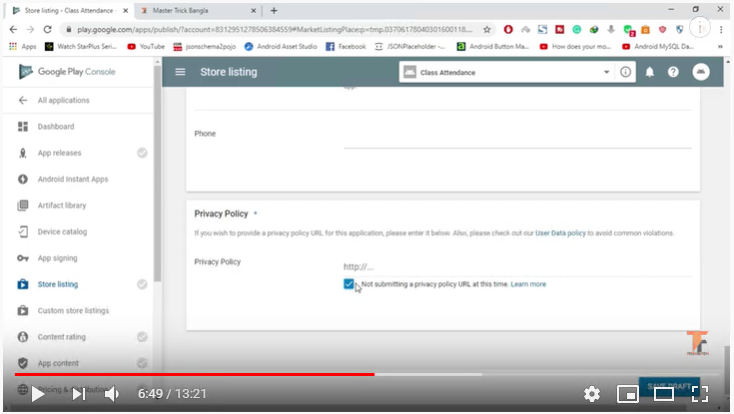 Store listing - Class Attendance
Master Trick Bangla
play.google.com/apps/publish/?account=8312951278506384559#MarketListingPlace:p=tmp.03706178040301600118....
Apps
Watch StarPlus Seri...
YouTube
jsonschema2pojo
Android Asset Studio
Facebook
JSONPlaceholder -...
Android Button Ma...
How does your mo...
Android MySQL Da...
Google Play Console
Store listing
Class Attendance
All applications
Dashboard
App releases
Android Instant Apps
Artifact library
Device catalog
App signing
Store listing
Custom store listings
Content rating
App content
Pricing & distribution
app.
Phone
Privacy Policy *
If you wish to provide a privacy policy URL for this application, please enter it below. Also, please check out our User Data policy to avoid common violations.
Privacy Policy
http://...
Not submitting a privacy policy URL at this time. Learn more
SAVE DRAFT
6:49 / 13:21